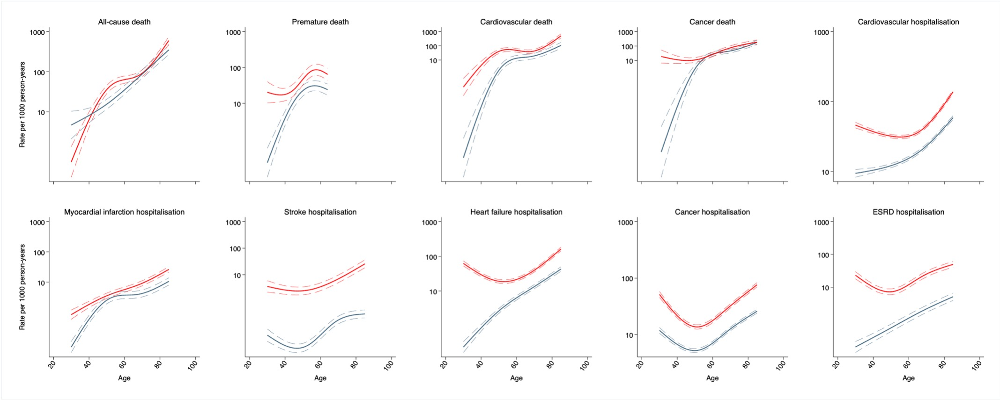 All-cause death
Premature death
Cardiovascular death
Cancer death
Cardiovascular hospitalisation
Rate per 1000 person-years
1000
100
10
1000
100
10
1000
100
10
1000
100
10
1000
100
10
Myocardial infarction hospitalisation
Stroke hospitalisation
Heart failure hospitalisation
Cancer hospitalisation
ESRD hospitalisation
Rate per 1000 person-years
1000
100
10
1000
100
10
1000
100
10
1000
100
10
1000
100
10
20 40 60 80 100
20 40 60 80 100
20 40 60 80 100
20 40 60 80 100
20 40 60 80 100
Age
Age
Age
Age
Age